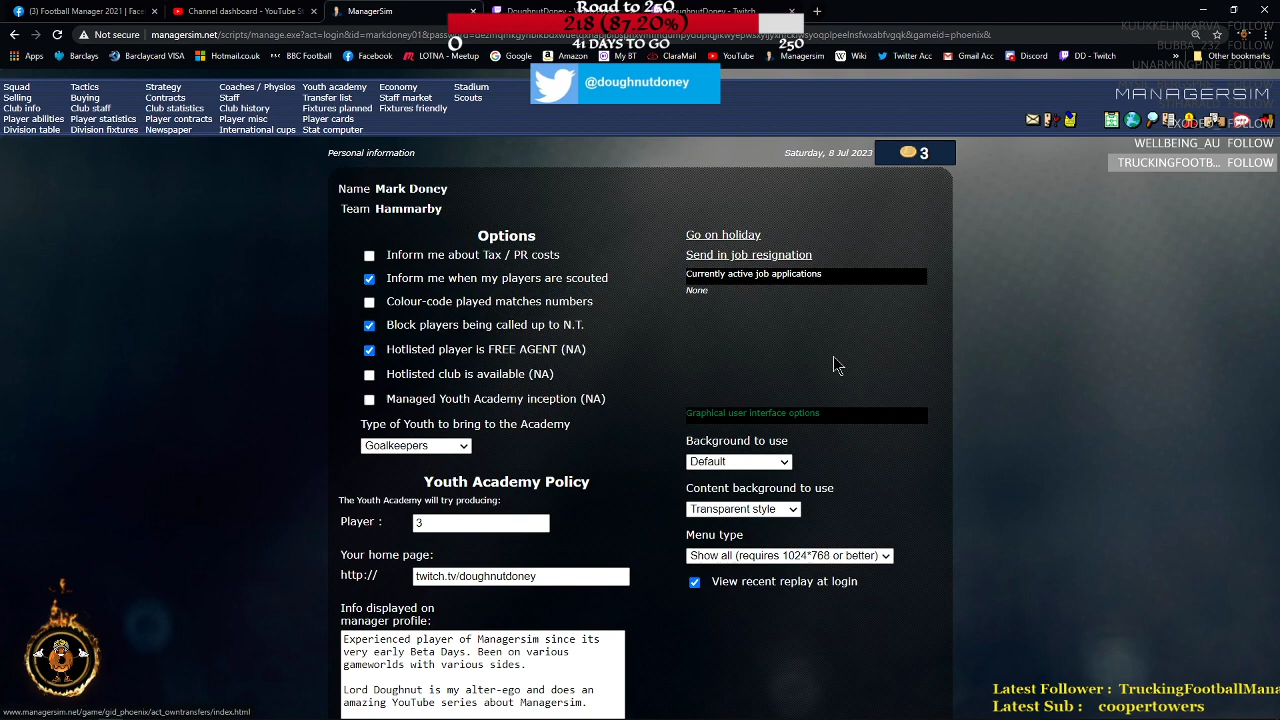 Road to 250
218 (87.20%)
41 DAYS TO GO
0
250
(3) Football Manager 2021 | Face
Channel dashboard - YouTube St
ManagerSim
Not secure
managersim.net/scripts/manage.exe?act=login&id=markdoney01&password=
&gameid=phoenix&
Apps
Lordy
Barclays
Barclaycard VISA
Hotmail.co.uk
BBC Football
Facebook
LOTNA
Google
Amazon
My BT
ClaraMail
YouTube
Managersim
Wiki
Twitter Acc
Gmail Acc
Discord
DD - Twitch
Other bookmarks
KUUKKELINKARVA FOLLOW
BUBBA_232 FOLLOW
UNARMINGPINE FOLLOW
FOLLOW
WELLBEING_AU FOLLOW
TRUCKINGFOOTB... FOLLOW
@doughnutdoney
MANAGERSIM
Squad Tactics Strategy Coaches / Physios Youth academy Economy Stadium
Selling Buying Contracts Staff Transfer list Staff market Scouts
Club info Club staff Club statistics Club history Fixtures planned Fixtures friendly
Player abilities Player statistics Player contracts Player misc Player cards
Division table Division fixtures Newspaper International cups Stat computer
Personal information
Saturday, 8 Jul 2023
3
Name Mark Doney
Team Hammarby
Options
Inform me about Tax / PR costs
Inform me when my players are scouted
Colour-code played matches numbers
Block players being called up to N.T.
Hotlisted player is FREE AGENT (NA)
Hotlisted club is available (NA)
Managed Youth Academy inception (NA)
Type of Youth to bring to the Academy
Goalkeepers
Youth Academy Policy
The Youth Academy will try producing:
Player : 3
Your home page:
http:// twitch.tv/doughnutdoney
Info displayed on
manager profile:
Experienced player of Managersim since its
very early Beta Days. Been on various
gameworlds with various sides.
Lord Doughnut is my alter-ego and does an
amazing YouTube series about Managersim.
Go on holiday
Send in job resignation
Currently active job applications
None
Graphical user interface options
Background to use
Default
Content background to use
Transparent style
Menu type
Show all (requires 1024*768 or better)
View recent replay at login
Latest Follower : TruckingFootballMana
Latest Sub : coopertowers
www.managersim.net/game/gid_phoenix/act_owntransfers/index.html